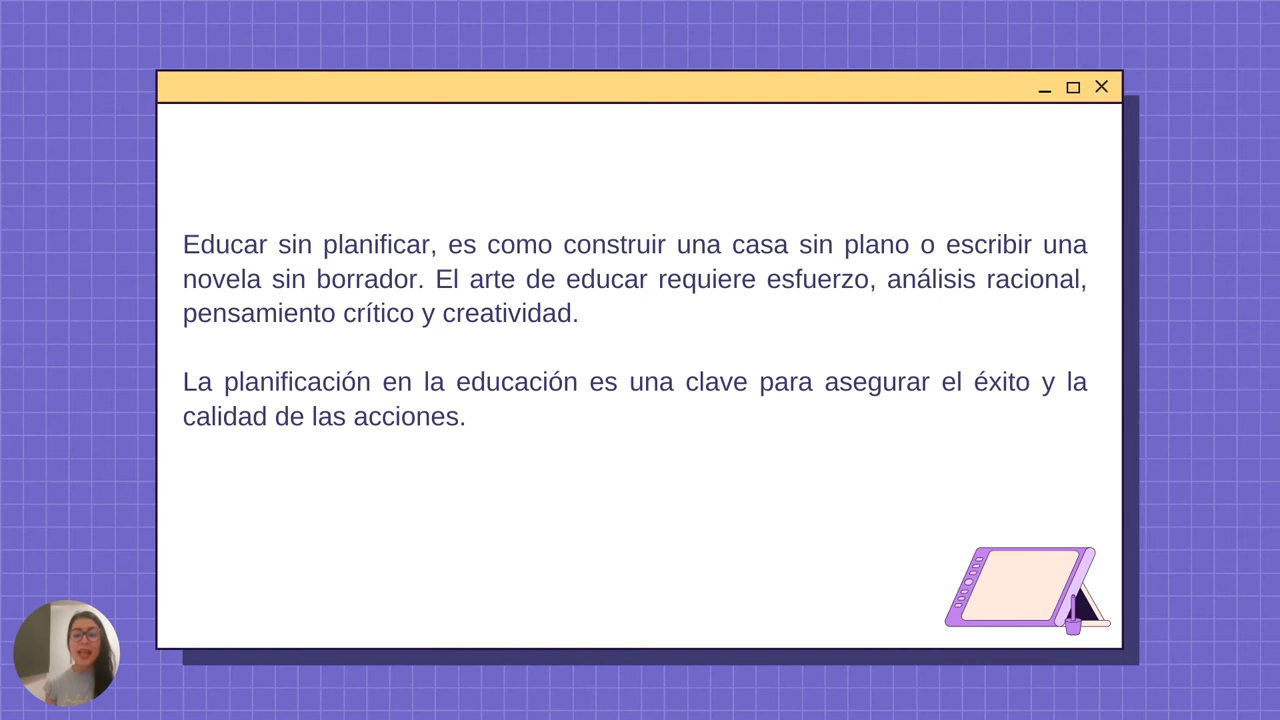 Educar sin planificar, es como construir una casa sin plano o escribir una
novela sin borrador. El arte de educar requiere esfuerzo, análisis racional,
pensamiento crítico y creatividad.
La planificación en la educación es una clave para asegurar el éxito y la
calidad de las acciones.